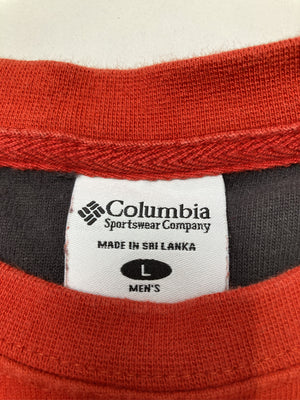 Columbia
Sportswear Company
MADE IN SRI LANKA
L
MEN'S